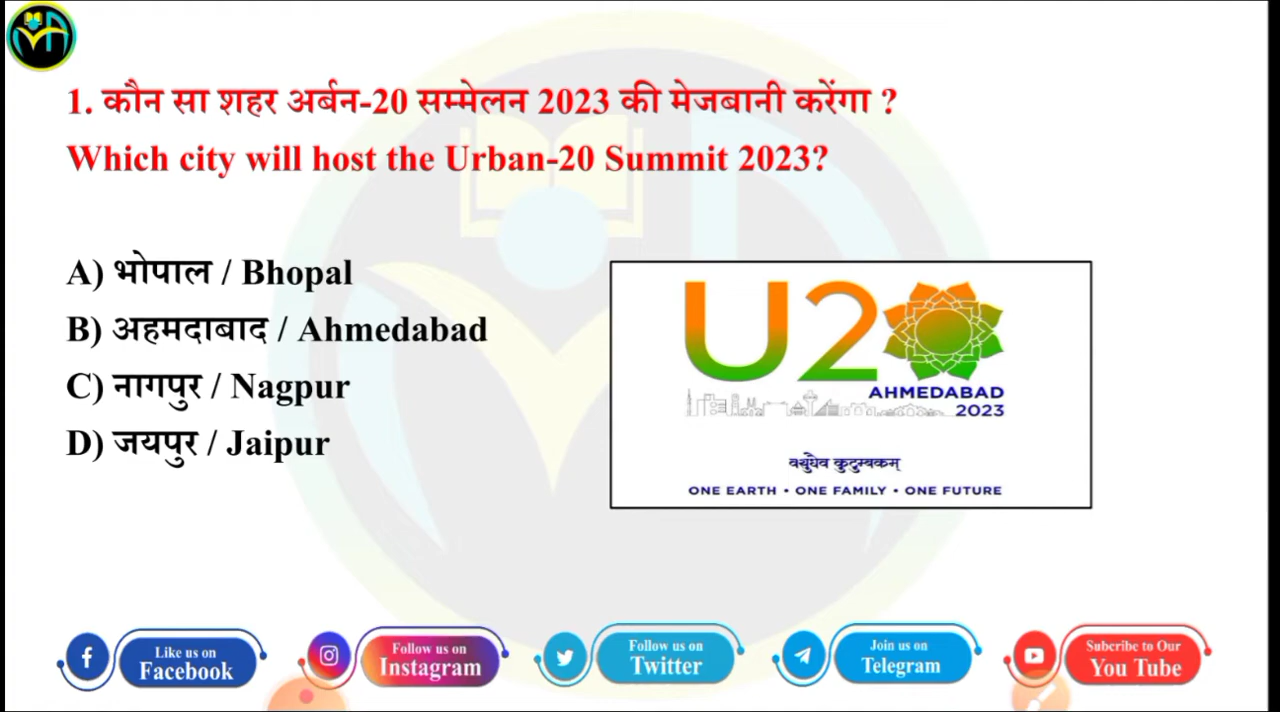 1. कौन सा शहर अर्बन-20 सम्मेलन 2023 की मेजबानी करेंगा ?
Which city will host the Urban-20 Summit 2023?
A) भोपाल / Bhopal
B) अहमदाबाद / Ahmedabad
C) नागपुर / Nagpur
D) जयपुर / Jaipur
U20
AHMEDABAD
2023
वसुधैव कुटुम्बकम्
ONE EARTH • ONE FAMILY • ONE FUTURE
Like us on
Facebook
Follow us on
Instagram
Follow us on
Twitter
Join us on
Telegram
Subcribe to Our
You Tube